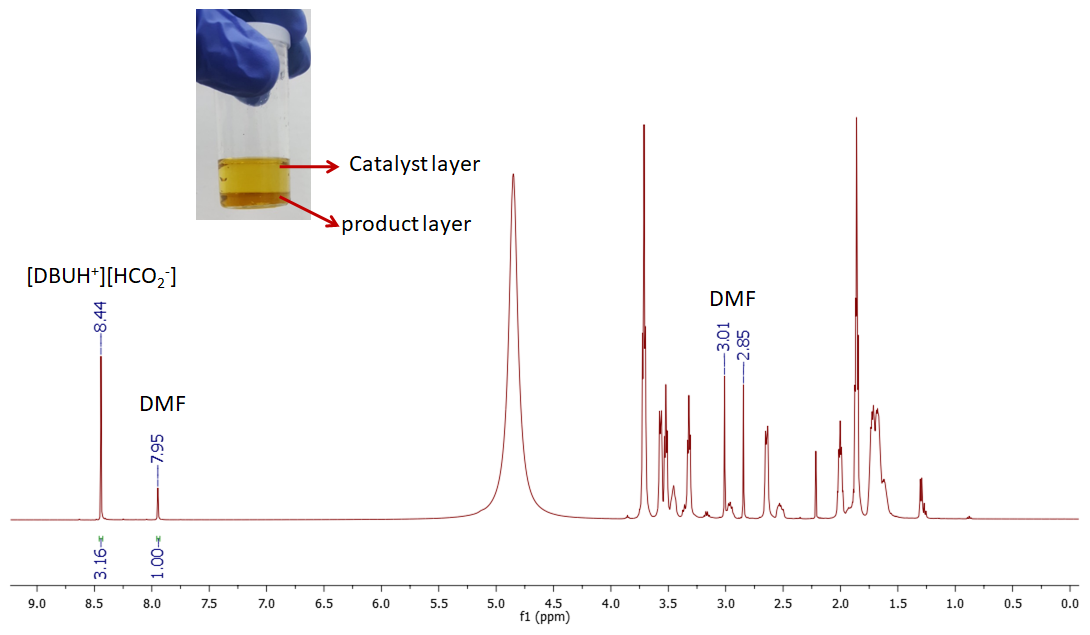 Catalyst layer
product layer
[DBUH⁺][HCO₂⁻]
8.44
DMF
7.95
DMF
3.01
2.85
3.16
1.00
9.0 8.5 8.0 7.5 7.0 6.5 6.0 5.5 5.0 4.5 4.0 3.5 3.0 2.5 2.0 1.5 1.0 0.5 0.0
f1 (ppm)